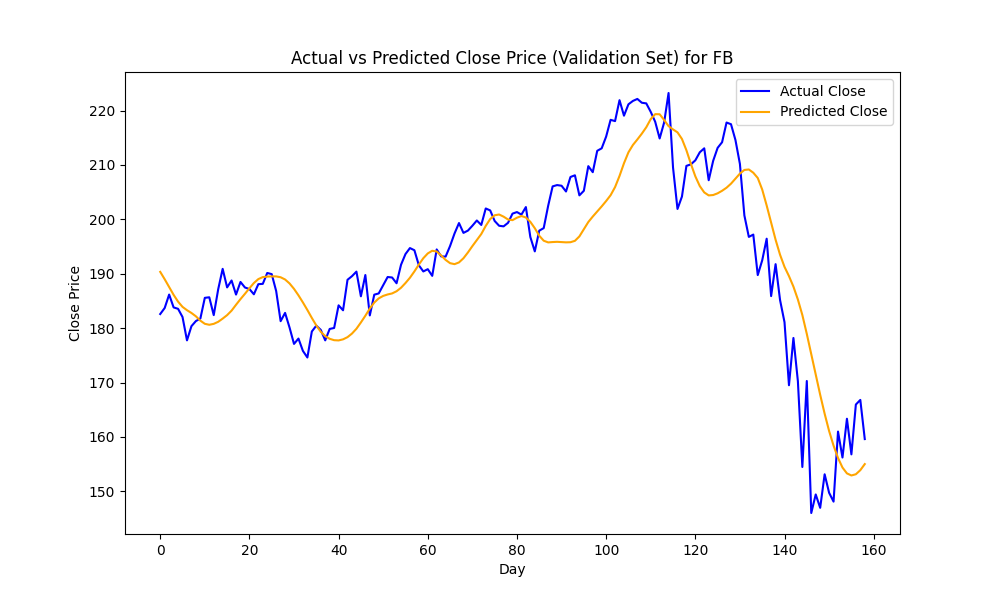 Actual vs Predicted Close Price (Validation Set) for FB
Actual Close
Predicted Close
Close Price
220
210
200
190
180
170
160
150
0 20 40 60 80 100 120 140 160
Day